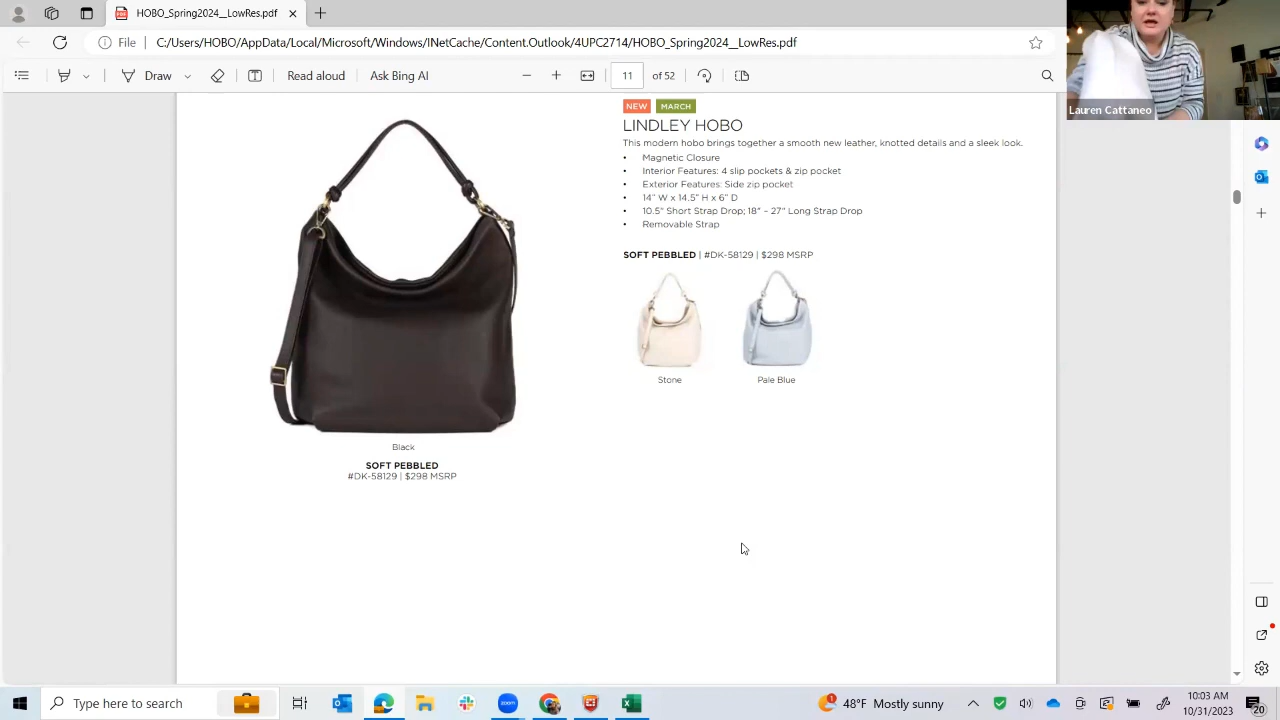 HOBO_Spring2024__LowRes.pdf
File
C:/Users/HOBO/AppData/Local/Microsoft/Windows/INetCache/Content.Outlook/4UPC2714/HOBO_Spring2024__LowRes.pdf
Draw
Read aloud
Ask Bing AI
11 of 52
Lauren Cattaneo
NEW MARCH
LINDLEY HOBO
This modern hobo brings together a smooth new leather, knotted details and a sleek look.
• Magnetic Closure
• Interior Features: 4 slip pockets & zip pocket
• Exterior Features: Side zip pocket
• 14" W x 14.5" H x 6" D
• 10.5" Short Strap Drop; 18" – 27" Long Strap Drop
• Removable Strap
SOFT PEBBLED | #DK-58129 | $298 MSRP
Stone
Pale Blue
Black
SOFT PEBBLED
#DK-58129 | $298 MSRP
Type here to search
zoom
1
48°F Mostly sunny
10:03 AM
10/31/2023
20